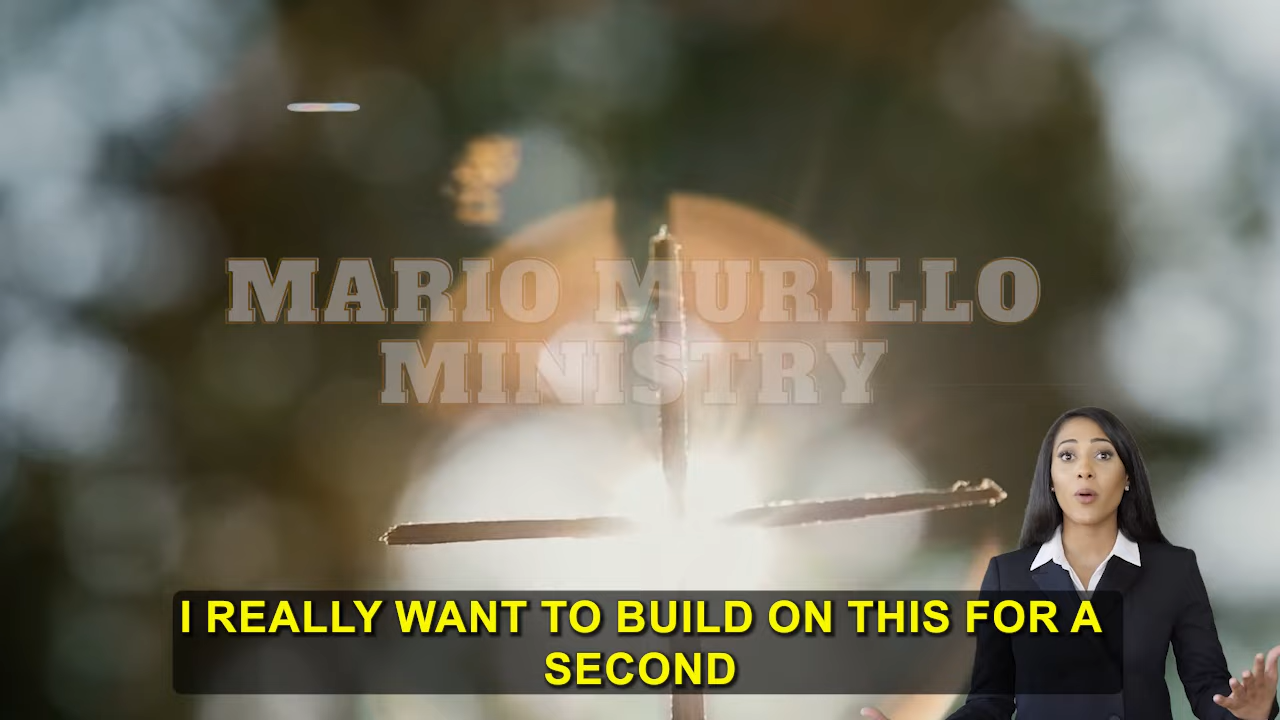 MARIO MURILLO
MINISTRY
I REALLY WANT TO BUILD ON THIS FOR A
SECOND